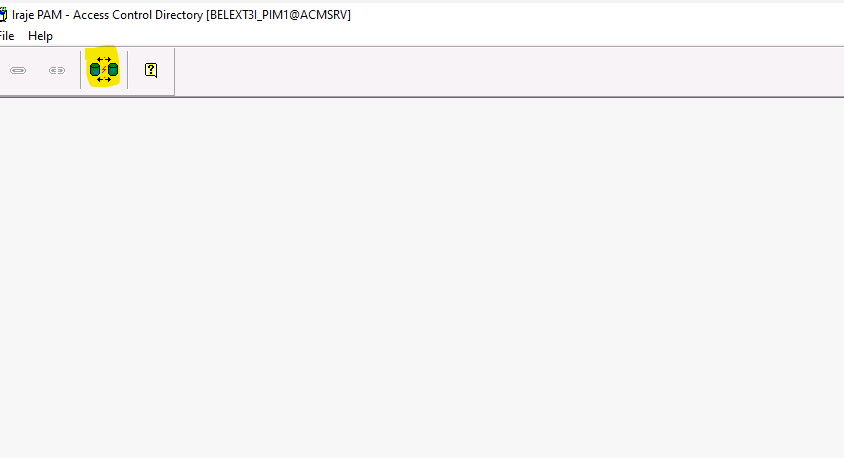 Iraje PAM - Access Control Directory [BELEXT3I_PIM1@ACMSRV]
File Help
?